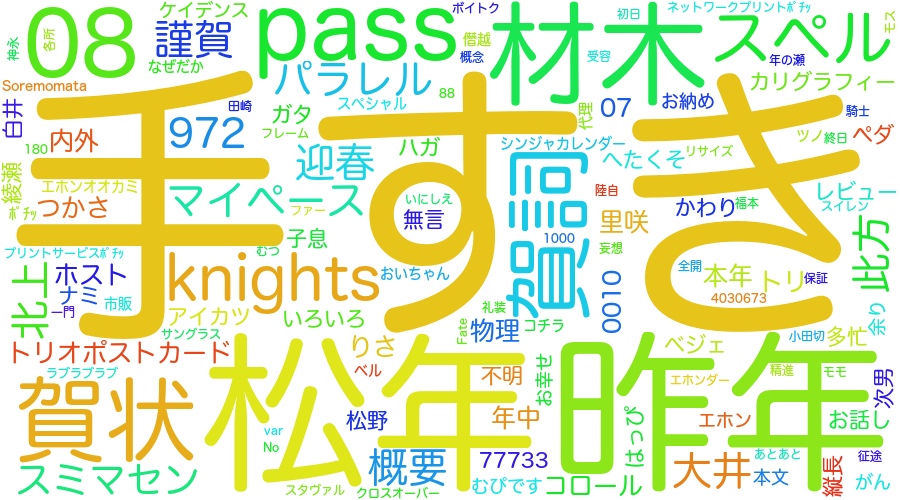 ケイデンス
ボイトク
ネットワークプリントポチッ
初日
モス
08
神永
各所
謹賀
pass
僭越
概念
材木
受容
スペル
なぜだか
パラレル
年の瀬
カリグラフィー
Soremomata
田崎
ガタ
スペシャル
88
代理
07
お納め
騎士
白井
972
フレーム
180
内外
手すき
迎春
ハガ
シンジャカレンダー
ツノ
終日
ペダ
へたくそ
リサイズ
綾瀬
エホンオオカミ
マイペース
ファー
いにしえ
無言
賀詞
陸自
レビュー
ポチッ
つかさ
里咲
かわり
福本
スイレン
子息
1000
プリントサービスポチッ
むつ
妄想
此方
北上
ホスト
ナミ
市販
一門
knights
おいちゃん
全開
本年
トリ
保証
0010
4030673
礼装
アイカツ
いろいろ
Fate
物理
コチラ
余り
サングラス
小田切
多忙
トリオポストカード
りさ
ベジェ
ラブラブラブ
ベル
不明
お幸せ
エホンダー
精進
モモ
次男
賀状
松年
昨年
松野
年中
エホン
お話し
はっぴ
var
No
概要
77733
大井
あとあと
本文
縦長
征途
スミマセン
スタヴァル
クロスオーバー
むぴです
コロール
がん